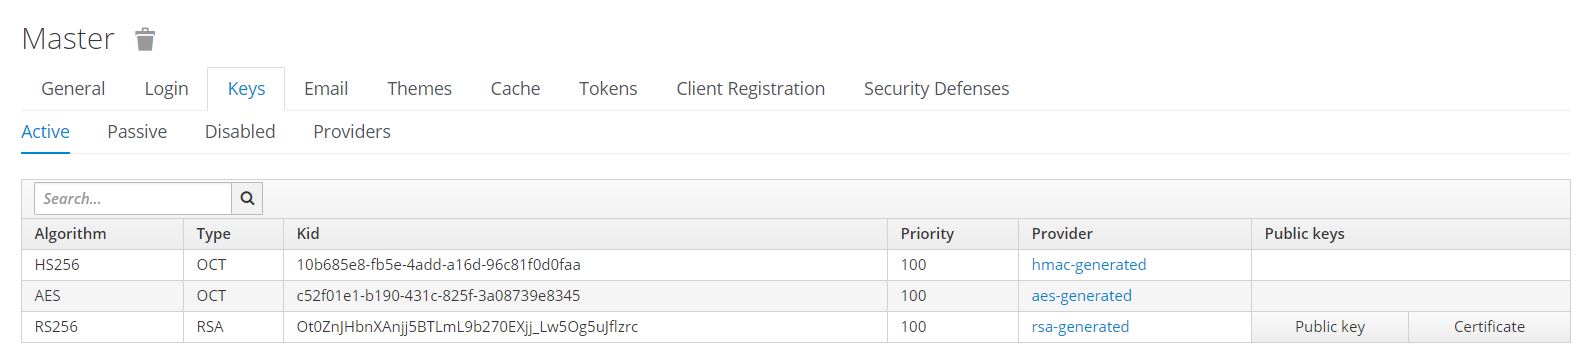 Master
General Login Keys Email Themes Cache Tokens Client Registration Security Defenses
Active Passive Disabled Providers
Search...
Algorithm Type Kid Priority Provider Public keys
HS256 OCT 10b685e8-fb5e-4add-a16d-96c81f0d0faa 100 hmac-generated
AES OCT c52f01e1-b190-431c-825f-3a08739e8345 100 aes-generated
RS256 RSA Ot0ZnJHbnXAnjj5BTLmL9b270EXjj_Lw5Og5uJflzrc 100 rsa-generated Public key Certificate